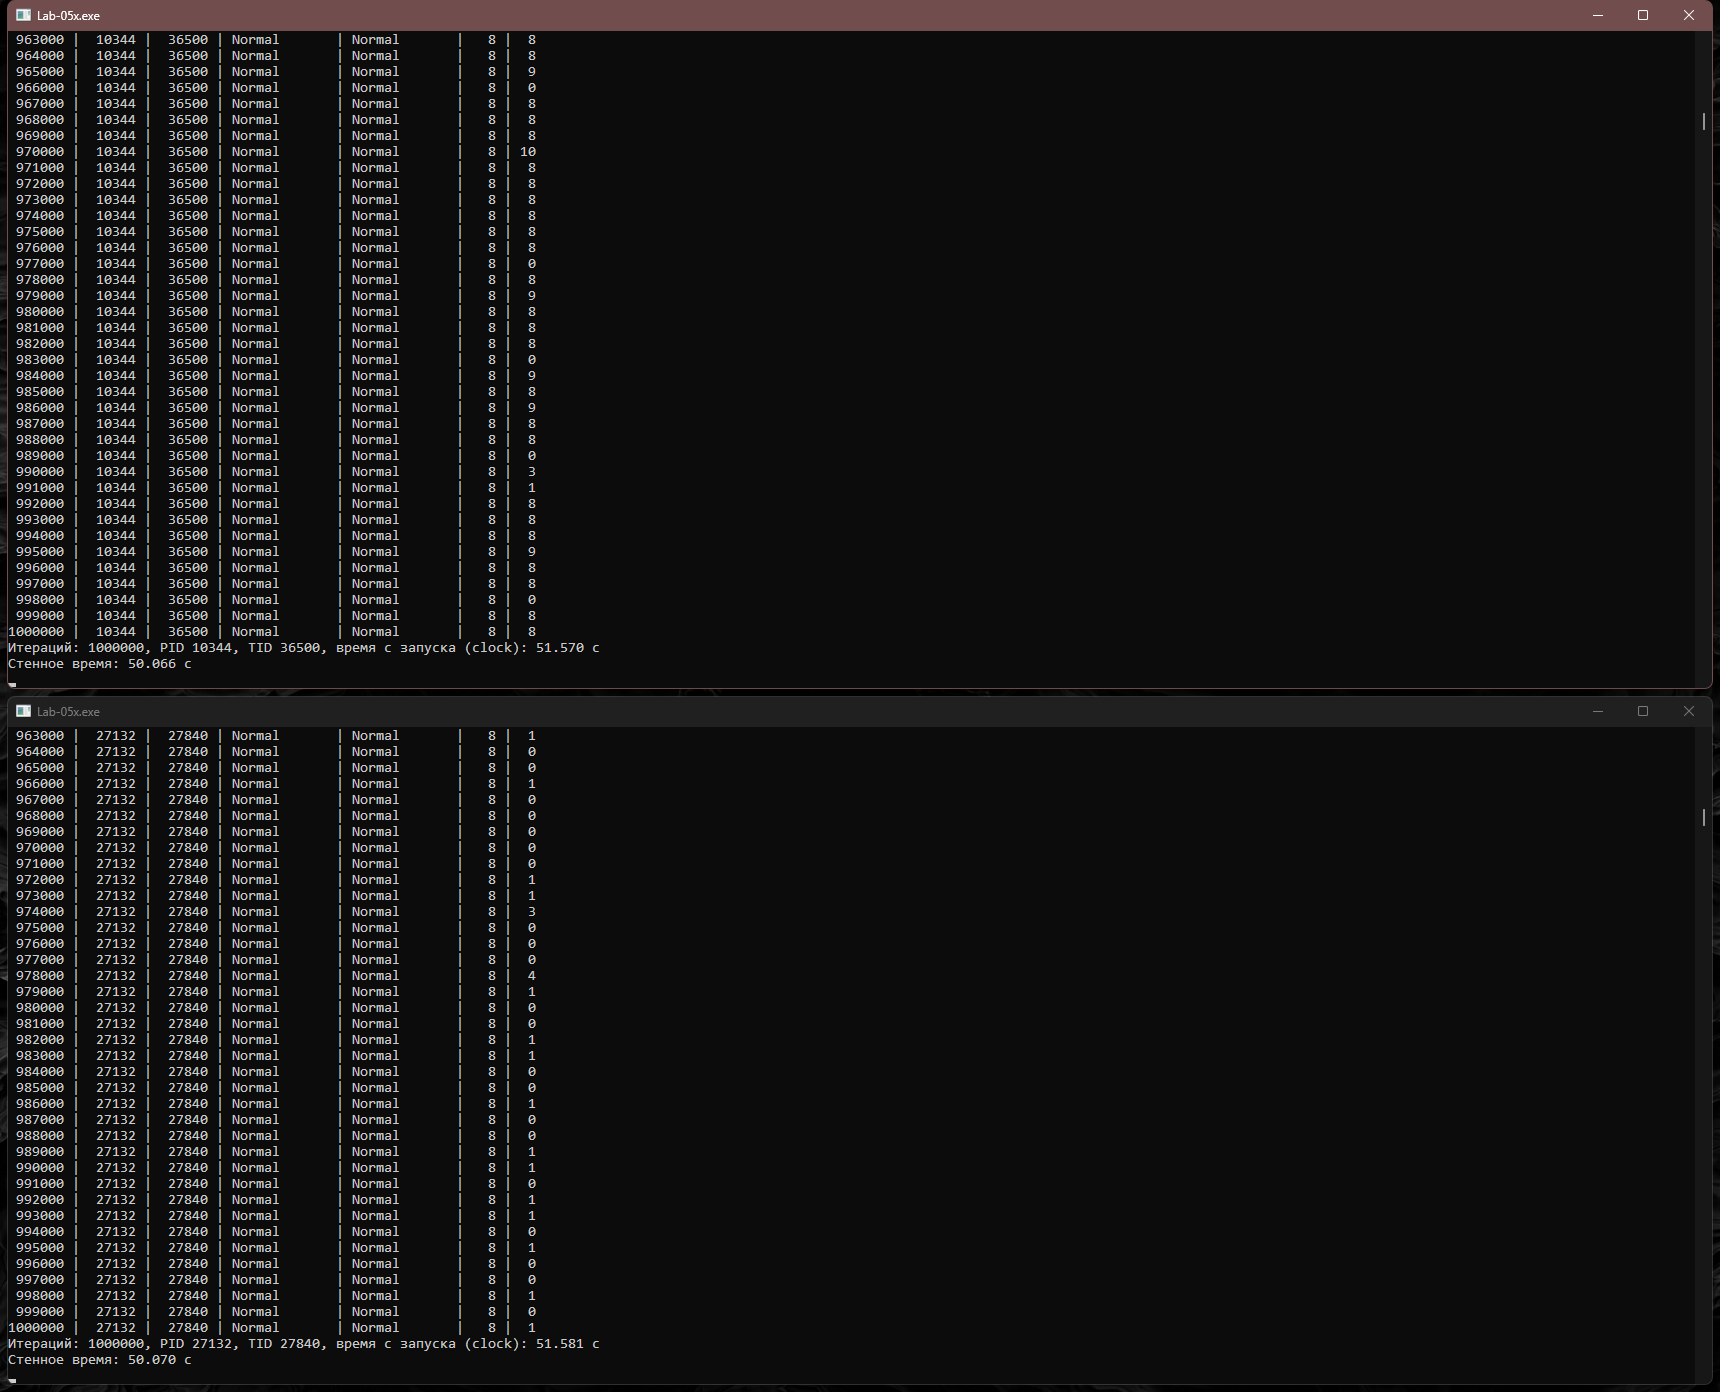 Lab-05x.exe
963000 | 10344 | 36500 | Normal | Normal | 8 | 8
964000 | 10344 | 36500 | Normal | Normal | 8 | 8
965000 | 10344 | 36500 | Normal | Normal | 8 | 9
966000 | 10344 | 36500 | Normal | Normal | 8 | 0
967000 | 10344 | 36500 | Normal | Normal | 8 | 8
968000 | 10344 | 36500 | Normal | Normal | 8 | 8
969000 | 10344 | 36500 | Normal | Normal | 8 | 8
970000 | 10344 | 36500 | Normal | Normal | 8 | 10
971000 | 10344 | 36500 | Normal | Normal | 8 | 8
972000 | 10344 | 36500 | Normal | Normal | 8 | 8
973000 | 10344 | 36500 | Normal | Normal | 8 | 8
974000 | 10344 | 36500 | Normal | Normal | 8 | 8
975000 | 10344 | 36500 | Normal | Normal | 8 | 8
976000 | 10344 | 36500 | Normal | Normal | 8 | 8
977000 | 10344 | 36500 | Normal | Normal | 8 | 0
978000 | 10344 | 36500 | Normal | Normal | 8 | 8
979000 | 10344 | 36500 | Normal | Normal | 8 | 9
980000 | 10344 | 36500 | Normal | Normal | 8 | 8
981000 | 10344 | 36500 | Normal | Normal | 8 | 8
982000 | 10344 | 36500 | Normal | Normal | 8 | 8
983000 | 10344 | 36500 | Normal | Normal | 8 | 0
984000 | 10344 | 36500 | Normal | Normal | 8 | 9
985000 | 10344 | 36500 | Normal | Normal | 8 | 8
986000 | 10344 | 36500 | Normal | Normal | 8 | 9
987000 | 10344 | 36500 | Normal | Normal | 8 | 8
988000 | 10344 | 36500 | Normal | Normal | 8 | 8
989000 | 10344 | 36500 | Normal | Normal | 8 | 0
990000 | 10344 | 36500 | Normal | Normal | 8 | 3
991000 | 10344 | 36500 | Normal | Normal | 8 | 1
992000 | 10344 | 36500 | Normal | Normal | 8 | 8
993000 | 10344 | 36500 | Normal | Normal | 8 | 8
994000 | 10344 | 36500 | Normal | Normal | 8 | 8
995000 | 10344 | 36500 | Normal | Normal | 8 | 9
996000 | 10344 | 36500 | Normal | Normal | 8 | 8
997000 | 10344 | 36500 | Normal | Normal | 8 | 8
998000 | 10344 | 36500 | Normal | Normal | 8 | 0
999000 | 10344 | 36500 | Normal | Normal | 8 | 8
1000000 | 10344 | 36500 | Normal | Normal | 8 | 8
Итераций: 1000000, PID 10344, TID 36500, время с запуска (clock): 51.570 с
Стенное время: 50.066 с
Lab-05x.exe
963000 | 27132 | 27840 | Normal | Normal | 8 | 1
964000 | 27132 | 27840 | Normal | Normal | 8 | 0
965000 | 27132 | 27840 | Normal | Normal | 8 | 0
966000 | 27132 | 27840 | Normal | Normal | 8 | 1
967000 | 27132 | 27840 | Normal | Normal | 8 | 0
968000 | 27132 | 27840 | Normal | Normal | 8 | 0
969000 | 27132 | 27840 | Normal | Normal | 8 | 0
970000 | 27132 | 27840 | Normal | Normal | 8 | 0
971000 | 27132 | 27840 | Normal | Normal | 8 | 0
972000 | 27132 | 27840 | Normal | Normal | 8 | 1
973000 | 27132 | 27840 | Normal | Normal | 8 | 1
974000 | 27132 | 27840 | Normal | Normal | 8 | 3
975000 | 27132 | 27840 | Normal | Normal | 8 | 0
976000 | 27132 | 27840 | Normal | Normal | 8 | 0
977000 | 27132 | 27840 | Normal | Normal | 8 | 0
978000 | 27132 | 27840 | Normal | Normal | 8 | 4
979000 | 27132 | 27840 | Normal | Normal | 8 | 1
980000 | 27132 | 27840 | Normal | Normal | 8 | 0
981000 | 27132 | 27840 | Normal | Normal | 8 | 0
982000 | 27132 | 27840 | Normal | Normal | 8 | 1
983000 | 27132 | 27840 | Normal | Normal | 8 | 1
984000 | 27132 | 27840 | Normal | Normal | 8 | 0
985000 | 27132 | 27840 | Normal | Normal | 8 | 0
986000 | 27132 | 27840 | Normal | Normal | 8 | 1
987000 | 27132 | 27840 | Normal | Normal | 8 | 0
988000 | 27132 | 27840 | Normal | Normal | 8 | 0
989000 | 27132 | 27840 | Normal | Normal | 8 | 1
990000 | 27132 | 27840 | Normal | Normal | 8 | 1
991000 | 27132 | 27840 | Normal | Normal | 8 | 0
992000 | 27132 | 27840 | Normal | Normal | 8 | 1
993000 | 27132 | 27840 | Normal | Normal | 8 | 1
994000 | 27132 | 27840 | Normal | Normal | 8 | 0
995000 | 27132 | 27840 | Normal | Normal | 8 | 1
996000 | 27132 | 27840 | Normal | Normal | 8 | 0
997000 | 27132 | 27840 | Normal | Normal | 8 | 0
998000 | 27132 | 27840 | Normal | Normal | 8 | 1
999000 | 27132 | 27840 | Normal | Normal | 8 | 0
1000000 | 27132 | 27840 | Normal | Normal | 8 | 1
Итераций: 1000000, PID 27132, TID 27840, время с запуска (clock): 51.581 с
Стенное время: 50.070 с